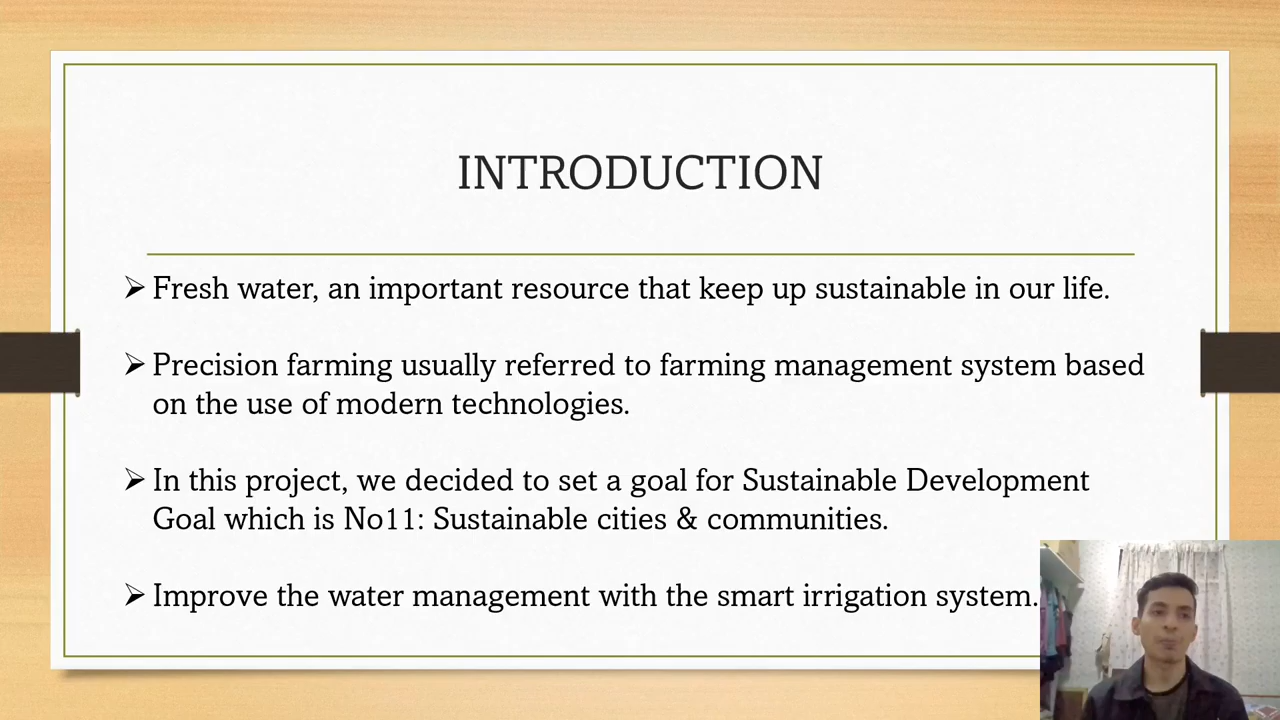 INTRODUCTION
➢ Fresh water, an important resource that keep up sustainable in our life.
➢ Precision farming usually referred to farming management system based
on the use of modern technologies.
➢ In this project, we decided to set a goal for Sustainable Development
Goal which is No11: Sustainable cities & communities.
➢ Improve the water management with the smart irrigation system.